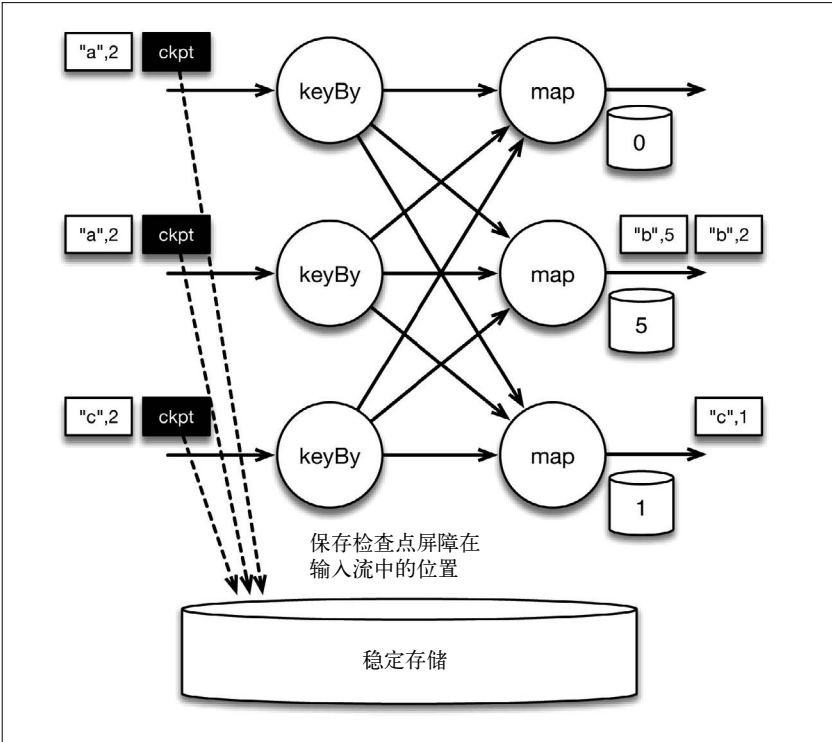 "a",2 ckpt
keyBy map
0
"a",2 ckpt
keyBy map
"b",5 "b",2
5
"c",2 ckpt
keyBy map
"c",1
1
保存检查点屏障在
输入流中的位置
稳定存储